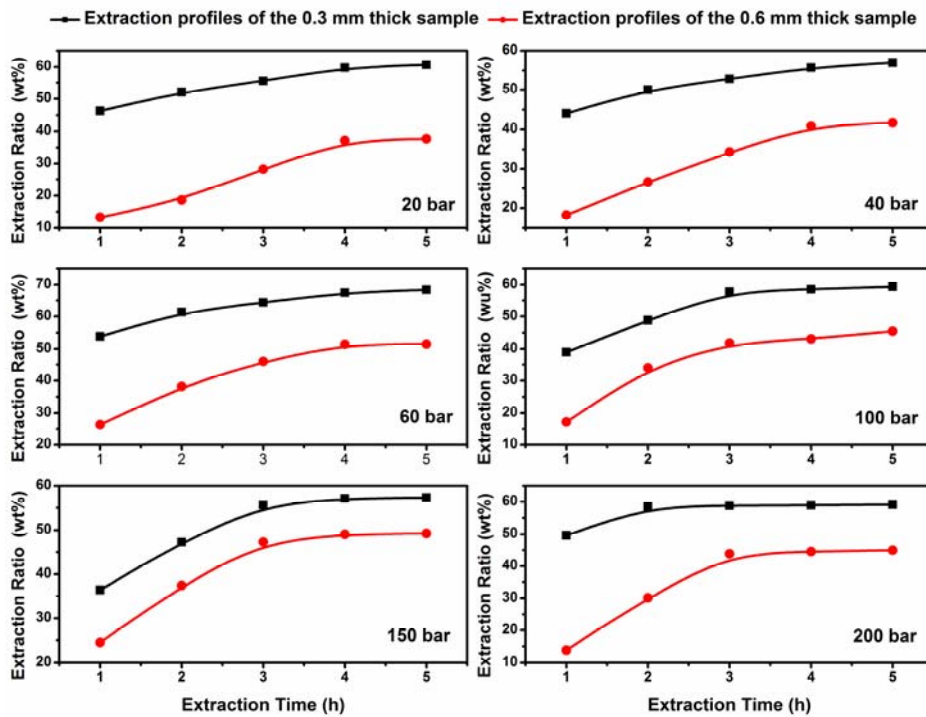 Extraction profiles of the 0.3 mm thick sample Extraction profiles of the 0.6 mm thick sample
Extraction Ratio (wt%)
60
50
40
30
20
10
1 2 3 4 5
20 bar
Extraction Ratio (wt%)
60
50
40
30
20
1 2 3 4 5
40 bar
Extraction Ratio (wt%)
70
60
50
40
30
20
1 2 3 4 5
60 bar
Extraction Ratio (wu%)
60
50
40
30
20
10
1 2 3 4 5
100 bar
Extraction Ratio (wt%)
60
50
40
30
20
1 2 3 4 5
150 bar
Extraction Time (h)
Extraction Ratio (wt%)
60
50
40
30
20
10
1 2 3 4 5
200 bar
Extraction Time (h)